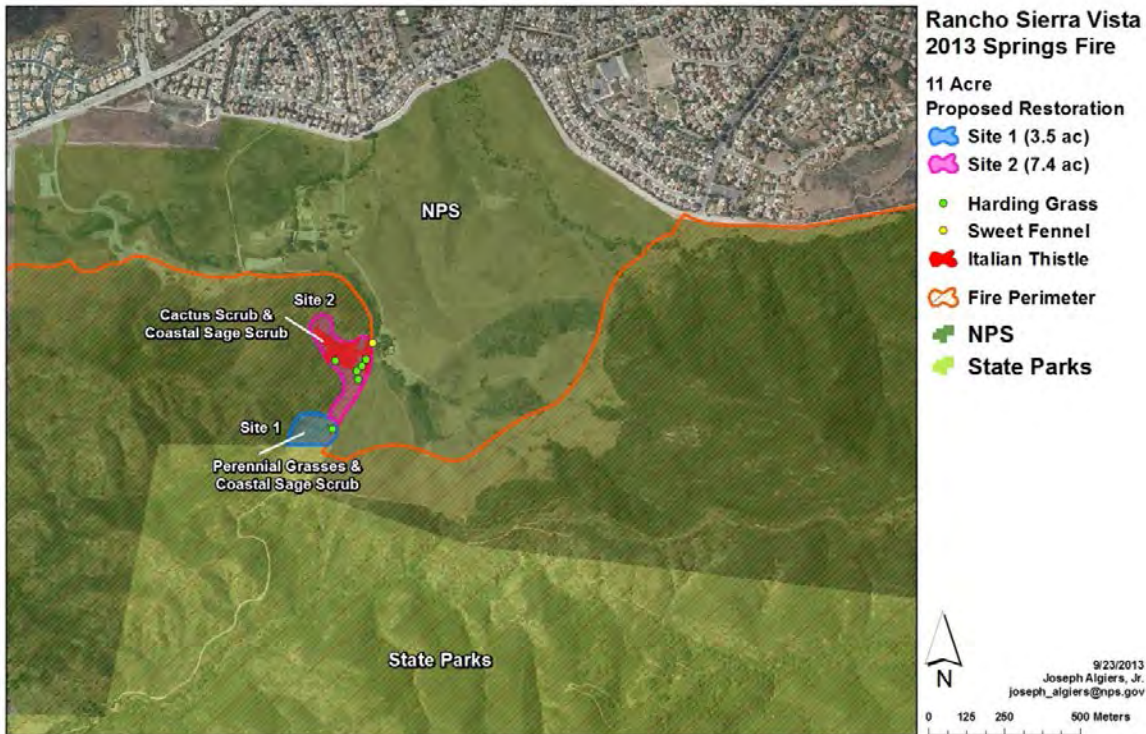 Rancho Sierra Vista
2013 Springs Fire
11 Acre
Proposed Restoration
Site 1 (3.5 ac)
Site 2 (7.4 ac)
Harding Grass
Sweet Fennel
Italian Thistle
Fire Perimeter
NPS
State Parks
NPS
Site 2
Cactus Scrub &
Coastal Sage Scrub
Site 1
Perennial Grasses &
Coastal Sage Scrub
State Parks
N
9/23/2013
Joseph Algiers, Jr.
joseph_algiers@nps.gov
0 125 250 500 Meters